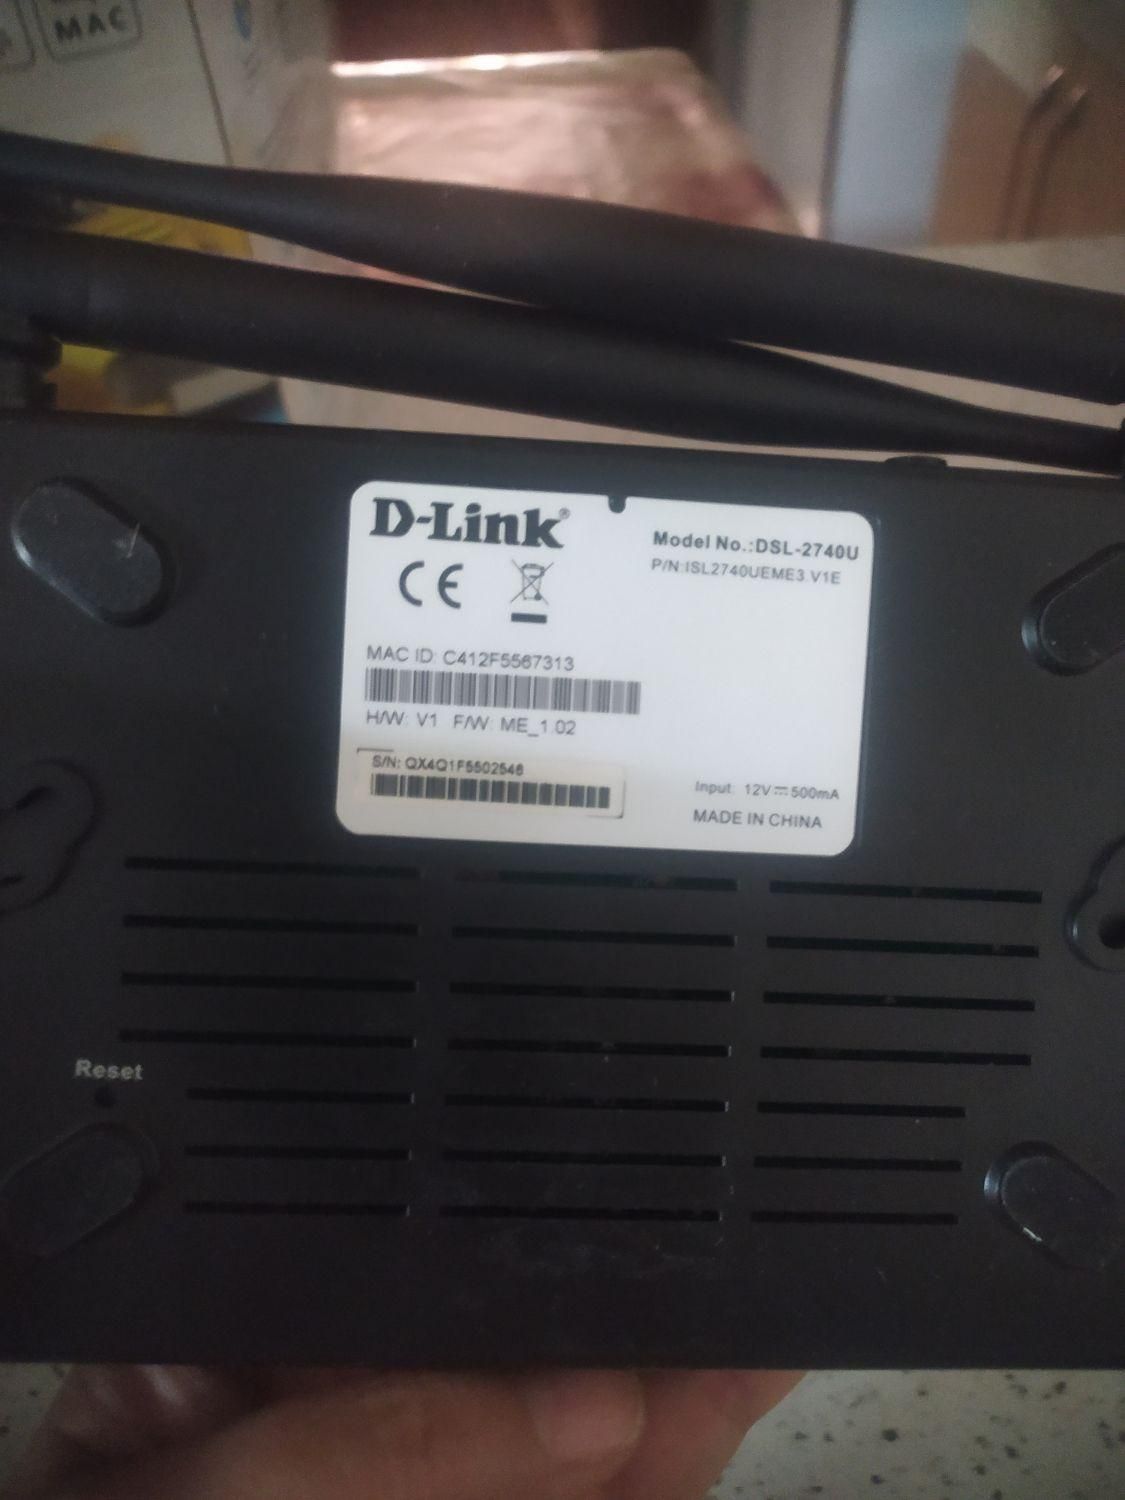 MAC
D-Link®
CE
Model No.:DSL-2740U
P/N:ISL2740UEME3.V1E
MAC ID: C412F5567313
H/W: V1 F/W: ME_1.02
S/N: QX4Q1F5502546
Input: 12V⎓500mA
MADE IN CHINA
Reset